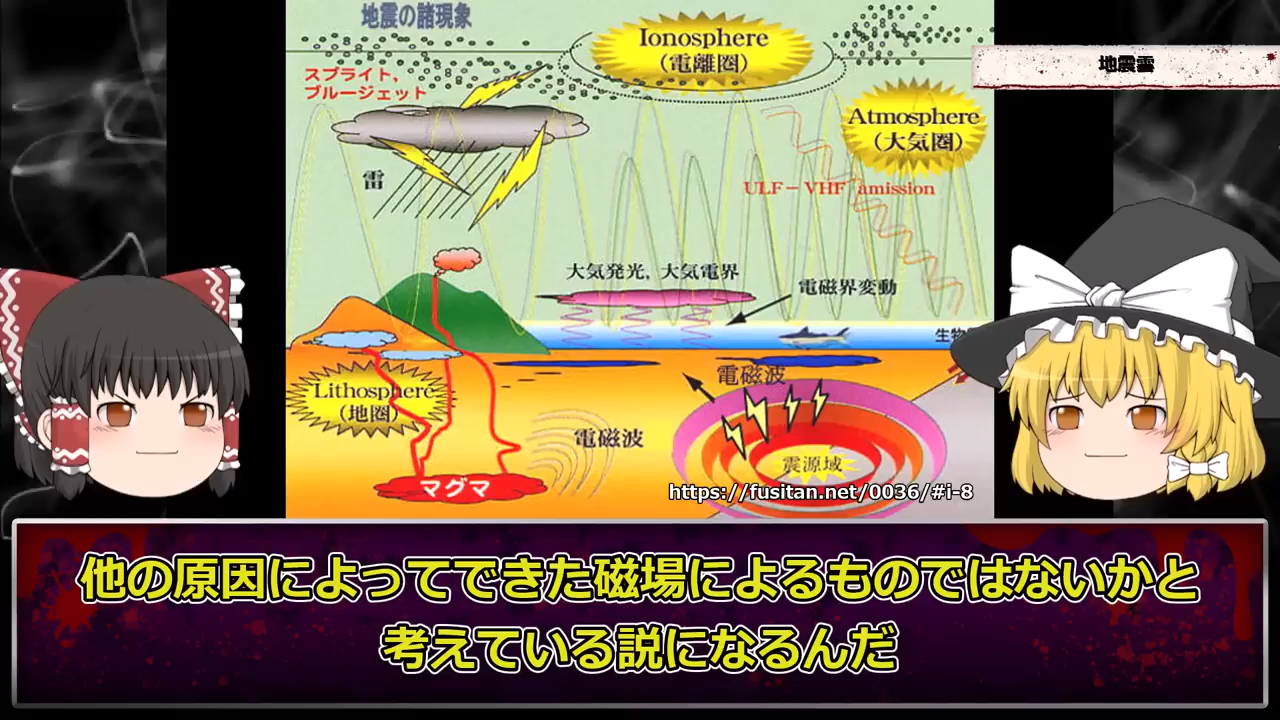 地震の諸現象
Ionosphere
(電離圏)
地震雲
スプライト,
ブルージェット
Atmosphere
(大気圏)
雷
ULF－VHF amission
大気発光, 大気電界
電磁界変動
生物
電磁波
Lithosphere
(地圏)
電磁波
震源域
マグマ
https://fusitan.net/0036/#i-8
他の原因によってできた磁場によるものではないかと
考えている説になるんだ